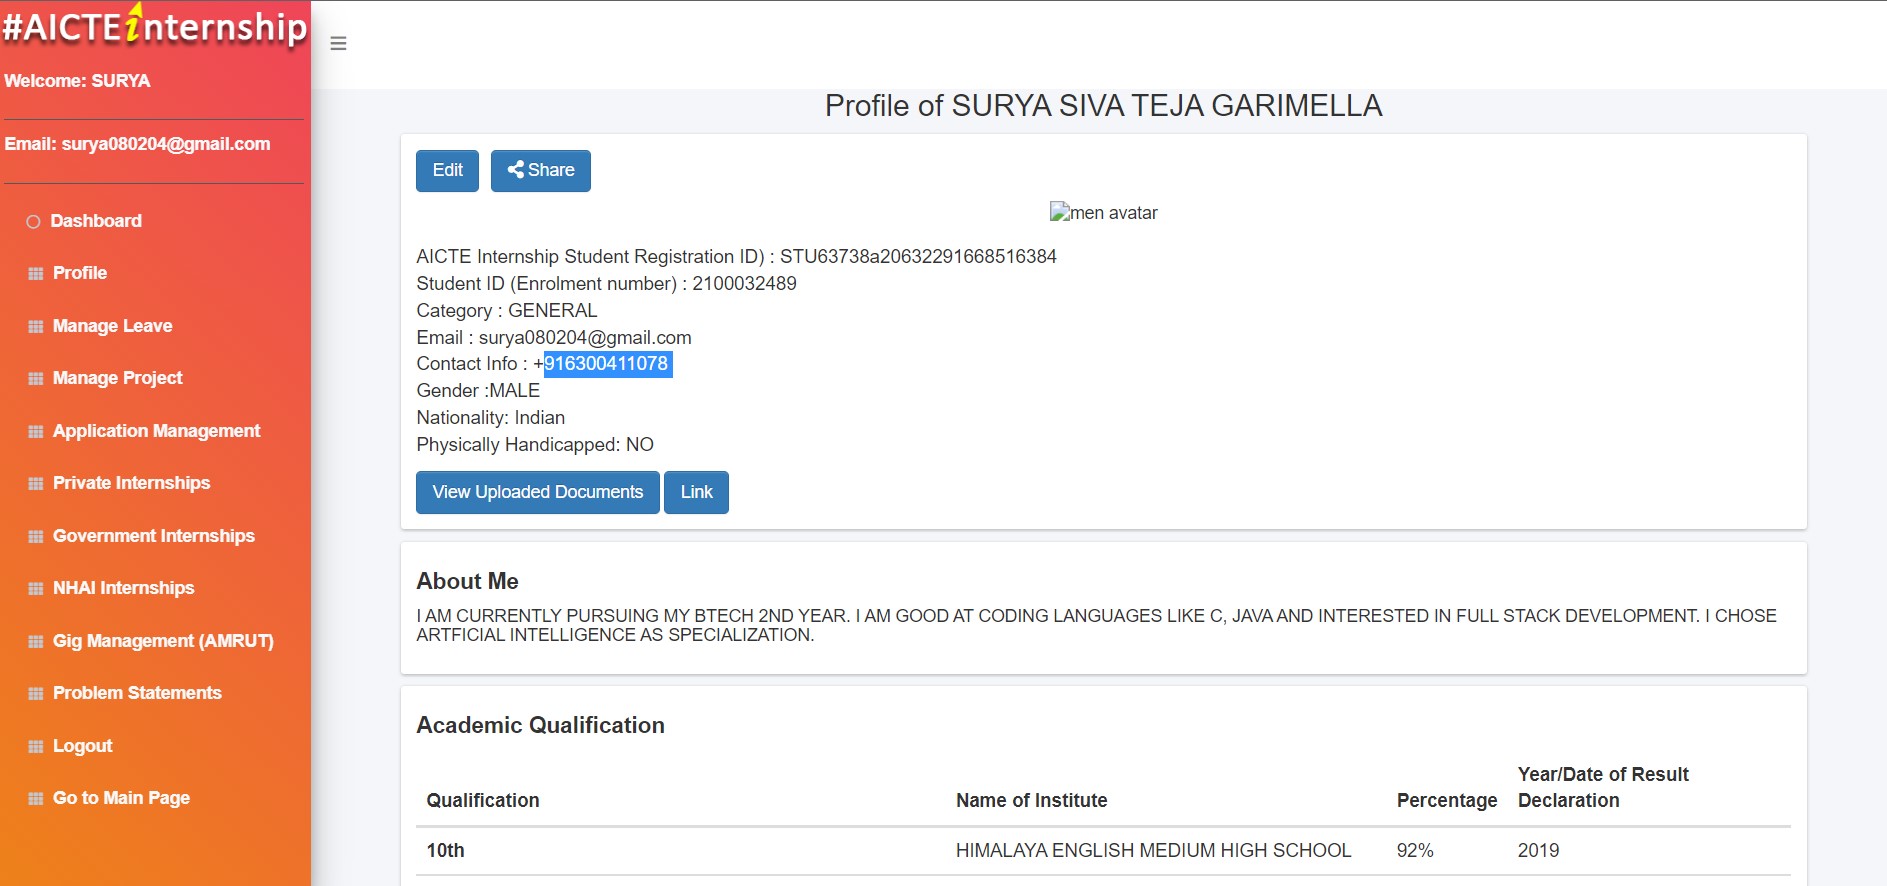 #AICTEinternship
Welcome: SURYA
Email: surya080204@gmail.com
Dashboard
Profile
Manage Leave
Manage Project
Application Management
Private Internships
Government Internships
NHAI Internships
Gig Management (AMRUT)
Problem Statements
Logout
Go to Main Page
Profile of SURYA SIVA TEJA GARIMELLA
Edit Share
men avatar
AICTE Internship Student Registration ID) : STU63738a20632291668516384
Student ID (Enrolment number) : 2100032489
Category : GENERAL
Email : surya080204@gmail.com
Contact Info : +916300411078
Gender :MALE
Nationality: Indian
Physically Handicapped: NO
View Uploaded Documents Link
About Me
I AM CURRENTLY PURSUING MY BTECH 2ND YEAR. I AM GOOD AT CODING LANGUAGES LIKE C, JAVA AND INTERESTED IN FULL STACK DEVELOPMENT. I CHOSE
ARTFICIAL INTELLIGENCE AS SPECIALIZATION.
Academic Qualification
Qualification Name of Institute Percentage Year/Date of Result
Declaration
10th HIMALAYA ENGLISH MEDIUM HIGH SCHOOL 92% 2019